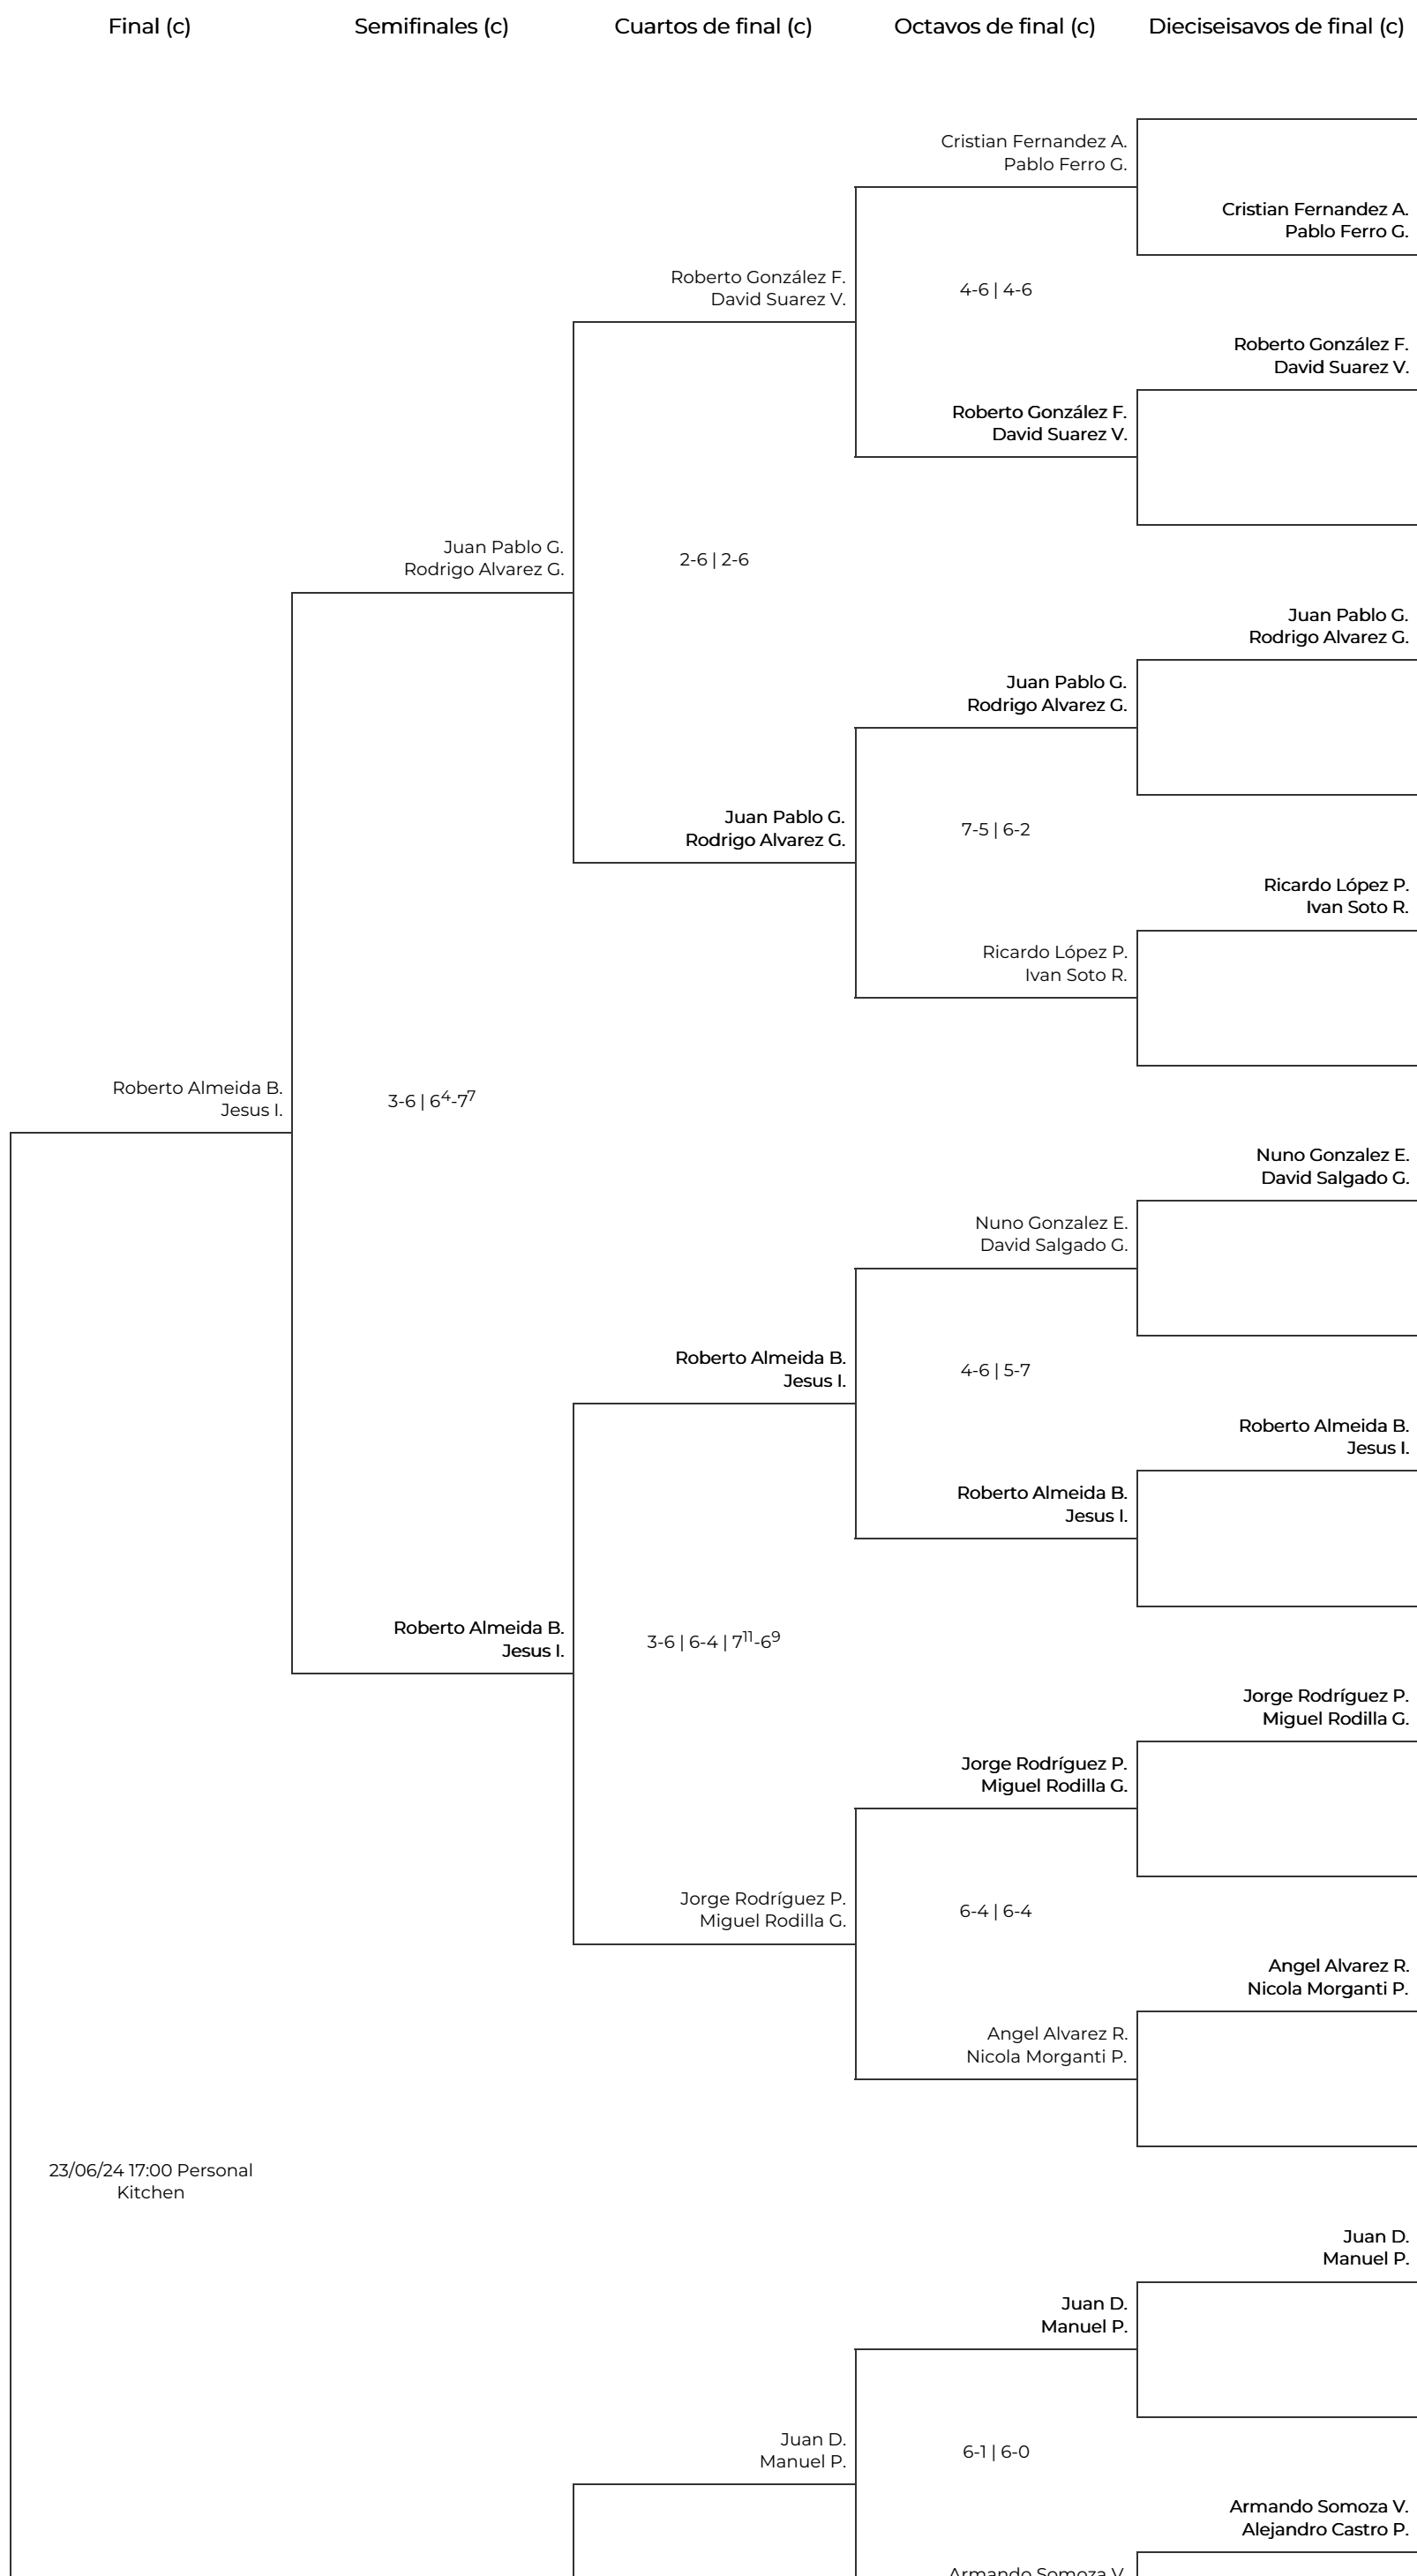 Final (c)
Semifinales (c)
Cuartos de final (c)
Octavos de final (c)
Dieciseisavos de final (c)
Cristian Fernandez A.
Pablo Ferro G.
Cristian Fernandez A.
Pablo Ferro G.
Roberto González F.
David Suarez V.
4-6 | 4-6
Roberto González F.
David Suarez V.
Roberto González F.
David Suarez V.
Juan Pablo G.
Rodrigo Alvarez G.
2-6 | 2-6
Juan Pablo G.
Rodrigo Alvarez G.
Juan Pablo G.
Rodrigo Alvarez G.
Juan Pablo G.
Rodrigo Alvarez G.
7-5 | 6-2
Ricardo López P.
Ivan Soto R.
Ricardo López P.
Ivan Soto R.
Roberto Almeida B.
Jesus I.
3-6 | 6⁴-7⁷
Nuno Gonzalez E.
David Salgado G.
Nuno Gonzalez E.
David Salgado G.
Roberto Almeida B.
Jesus I.
4-6 | 5-7
Roberto Almeida B.
Jesus I.
Roberto Almeida B.
Jesus I.
Roberto Almeida B.
Jesus I.
3-6 | 6-4 | 7¹¹-6⁹
Jorge Rodríguez P.
Miguel Rodilla G.
Jorge Rodríguez P.
Miguel Rodilla G.
Jorge Rodríguez P.
Miguel Rodilla G.
6-4 | 6-4
Angel Alvarez R.
Nicola Morganti P.
Angel Alvarez R.
Nicola Morganti P.
23/06/24 17:00 Personal
Kitchen
Juan D.
Manuel P.
Juan D.
Manuel P.
Juan D.
Manuel P.
6-1 | 6-0
Armando Somoza V.
Alejandro Castro P.
Armando Somoza V.